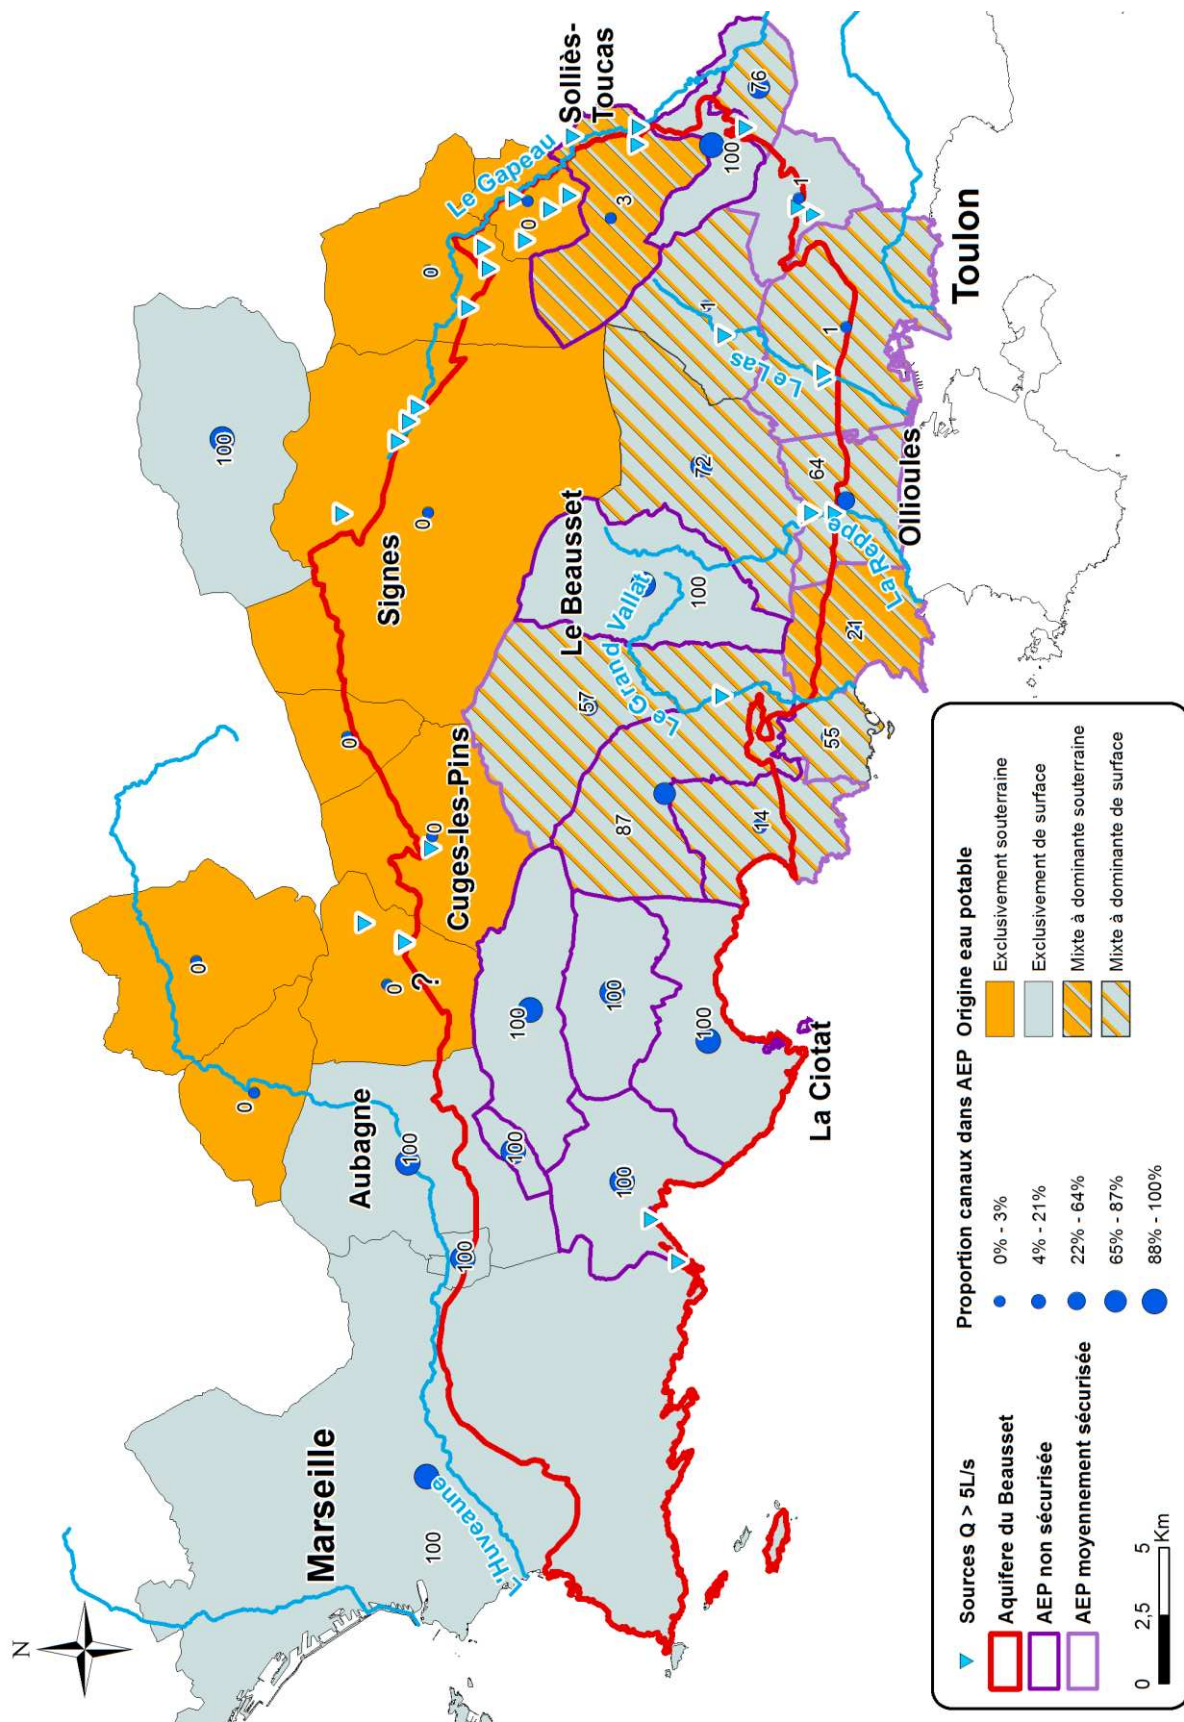 N
Marseille
100
L'Huveaune
100
Aubagne
100
0
0
0
?
100
100
100
100
100
La Ciotat
Cuges-les-Pins
0
0
Signes
0
100
0
Le Gapeau
Solliès-
Toucas
0
3
76
100
1
1
1
Le Las
Toulon
72
64
Ollioules
La Reppe
21
Le Beausset
100
Le Grand Vallat
57
87
14
55
Sources Q > 5L/s
Aquifere du Beausset
AEP non sécurisée
AEP moyennement sécurisée
0 2,5 5
Km
Proportion canaux dans AEP
0% - 3%
4% - 21%
22% - 64%
65% - 87%
88% - 100%
Origine eau potable
Exclusivement souterraine
Exclusivement de surface
Mixte à dominante souterraine
Mixte à dominante de surface